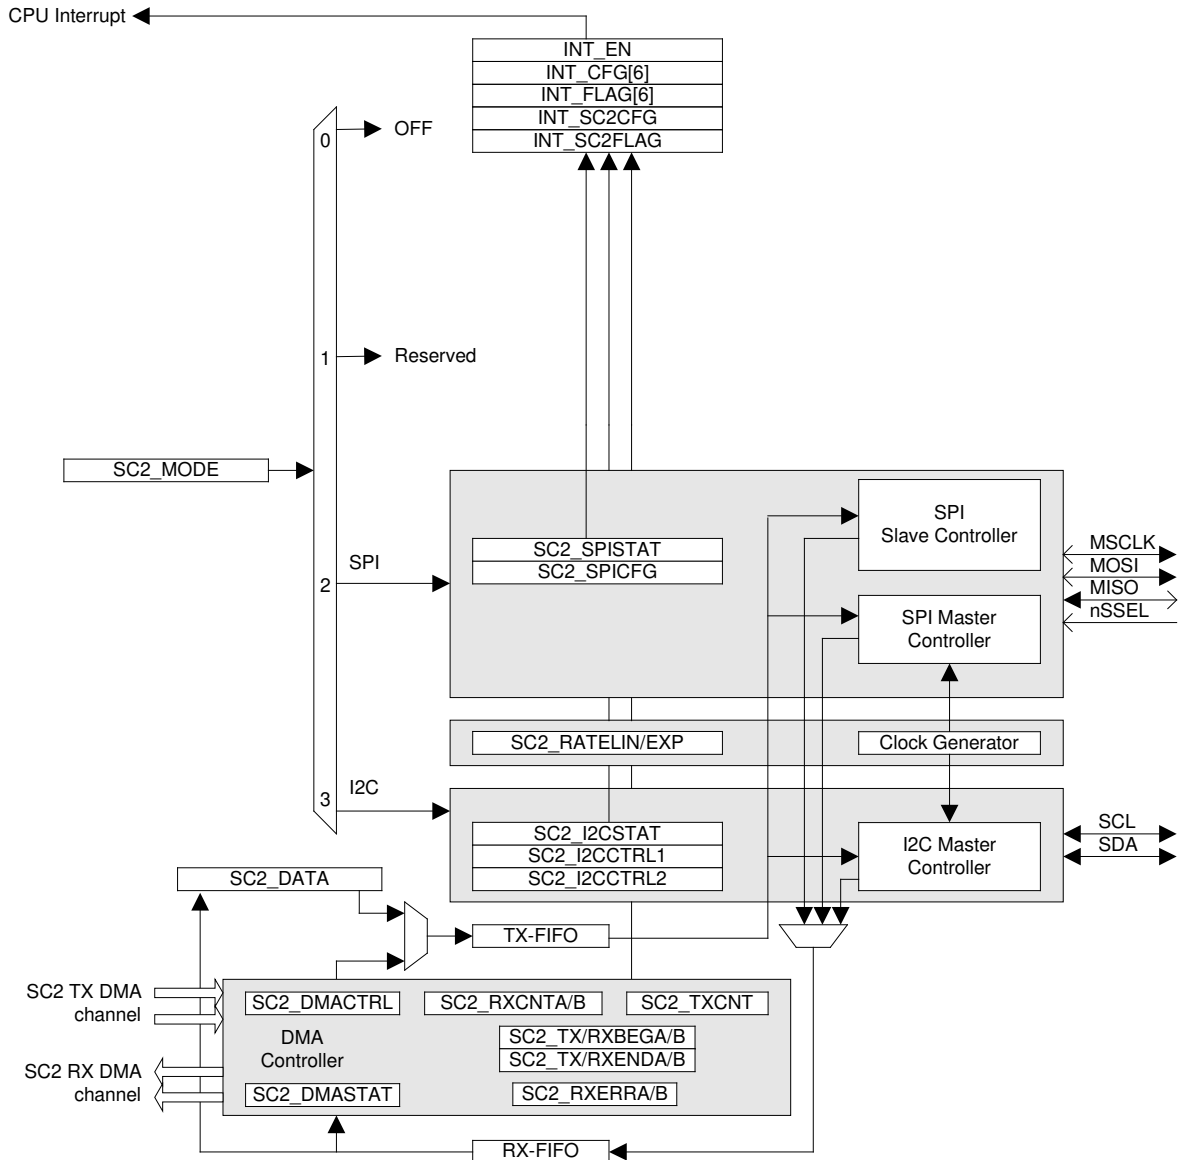 CPU Interrupt
INT_EN
INT_CFG[6]
INT_FLAG[6]
INT_SC2CFG
INT_SC2FLAG
0
OFF
1
Reserved
SC2_MODE
SPI
2
SC2_SPISTAT
SC2_SPICFG
SPI
Slave Controller
SPI Master
Controller
MSCLK
MOSI
MISO
nSSEL
SC2_RATELIN/EXP
Clock Generator
3
I2C
SC2_I2CSTAT
SC2_I2CCTRL1
SC2_I2CCTRL2
I2C Master
Controller
SCL
SDA
SC2_DATA
TX-FIFO
SC2 TX DMA
channel
SC2 RX DMA
channel
SC2_DMACTRL
SC2_RXCNTA/B
SC2_TXCNT
DMA
Controller
SC2_TX/RXBEGA/B
SC2_TX/RXENDA/B
SC2_DMASTAT
SC2_RXERRA/B
RX-FIFO